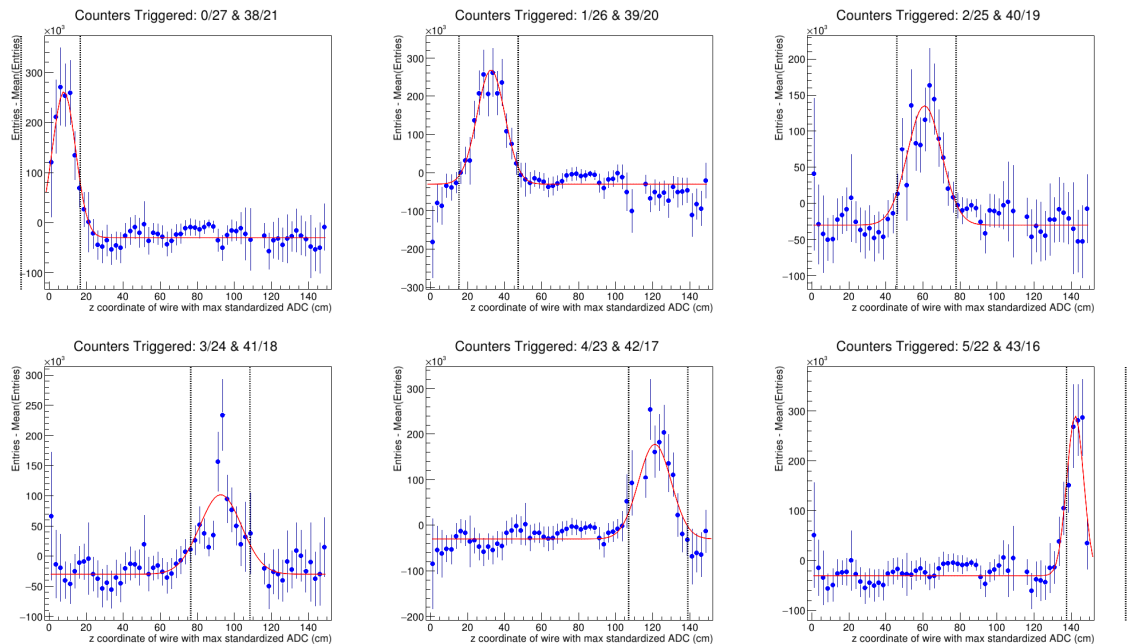 Counters Triggered: 0/27 & 38/21
×10³
Entries - Mean(Entries)
300
200
100
0
−100
0 20 40 60 80 100 120 140
z coordinate of wire with max standardized ADC (cm)
Counters Triggered: 1/26 & 39/20
×10³
Entries - Mean(Entries)
400
300
200
100
0
−100
−200
−300
0 20 40 60 80 100 120 140
z coordinate of wire with max standardized ADC (cm)
Counters Triggered: 2/25 & 40/19
×10³
Entries - Mean(Entries)
200
150
100
50
0
−50
−100
0 20 40 60 80 100 120 140
z coordinate of wire with max standardized ADC (cm)
Counters Triggered: 3/24 & 41/18
×10³
Entries - Mean(Entries)
300
250
200
150
100
50
0
−50
−100
0 20 40 60 80 100 120 140
z coordinate of wire with max standardized ADC (cm)
Counters Triggered: 4/23 & 42/17
×10³
Entries - Mean(Entries)
400
300
200
100
0
−100
−200
0 20 40 60 80 100 120 140
z coordinate of wire with max standardized ADC (cm)
Counters Triggered: 5/22 & 43/16
×10³
Entries - Mean(Entries)
400
300
200
100
0
−100
0 20 40 60 80 100 120 140
z coordinate of wire with max standardized ADC (cm)